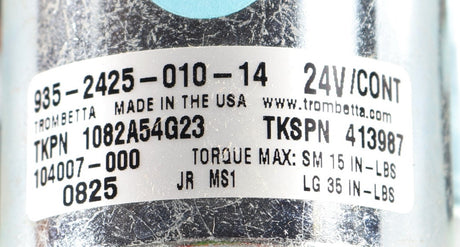 935-2425-010-14 24V/CONT
TROMBETTA MADE IN THE USA www.trombetta.com
TKPN 1082A54G23 TKSPN 413987
104007-000 TORQUE MAX: SM 15 IN-LBS
0825 JR MS1 LG 35 IN-LBS